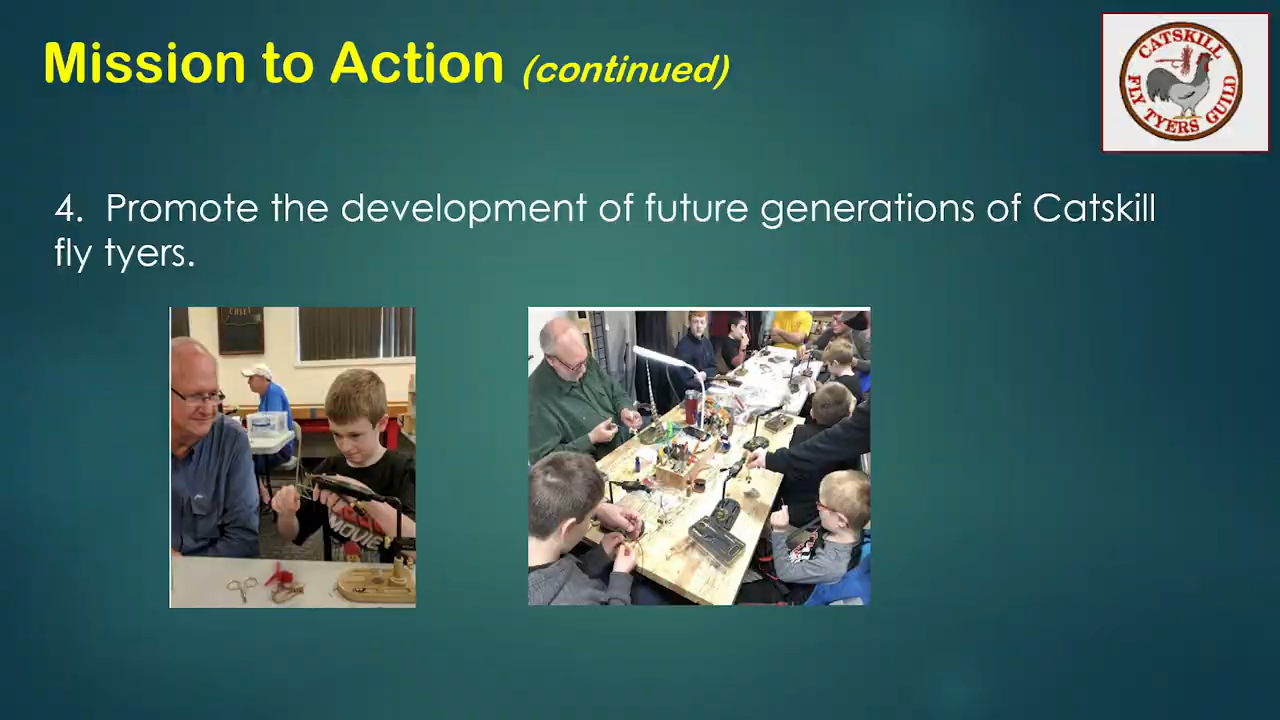 Mission to Action (continued)
CATSKILL
FLY TYERS GUILD
4. Promote the development of future generations of Catskill
fly tyers.
MOVIE